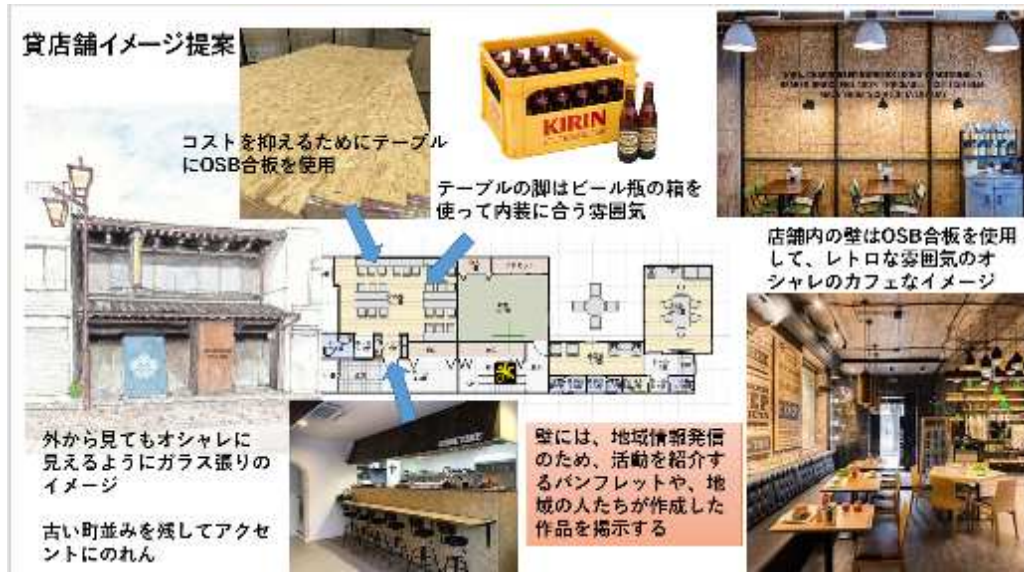 貸店舗イメージ提案
コストを抑えるためにテーブル
にOSB合板を使用
KIRIN
テーブルの脚はビール瓶の箱を
使って内装に合う雰囲気
店舗内の壁はOSB合板を使用
して、レトロな雰囲気のオ
シャレのカフェなイメージ
外から見てもオシャレに
見えるようにガラス張りの
イメージ
古い町並みを残してアクセ
ントにのれん
壁には、地域情報発信
のため、活動を紹介す
るパンフレットや、地
域の人たちが作成した
作品を掲示する